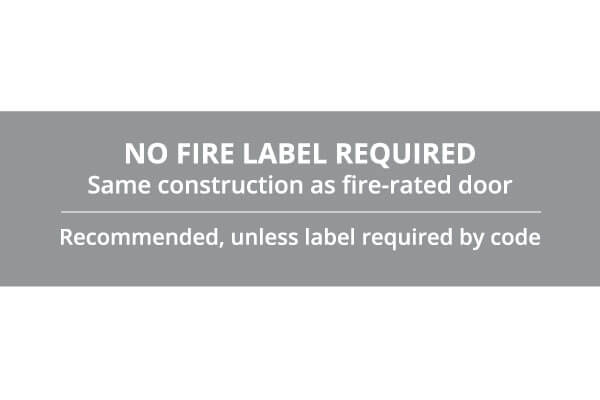 NO FIRE LABEL REQUIRED
Same construction as fire-rated door
Recommended, unless label required by code